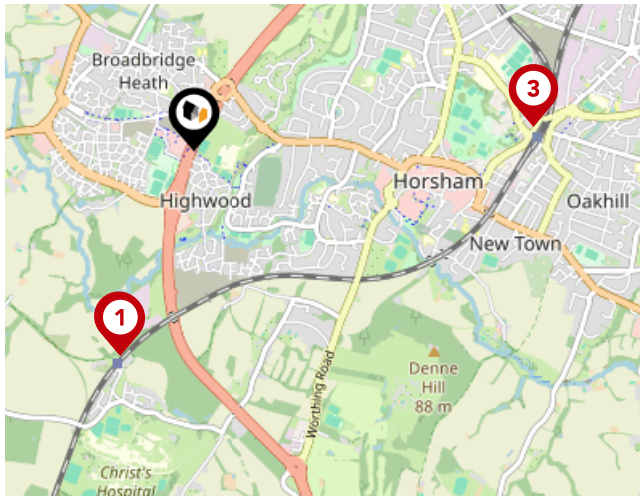 Broadbridge
Heath
3
Horsham
Highwood
Oakhill
New Town
1
Worthing Road
Denne
Hill
88 m
Christ's
Hospital